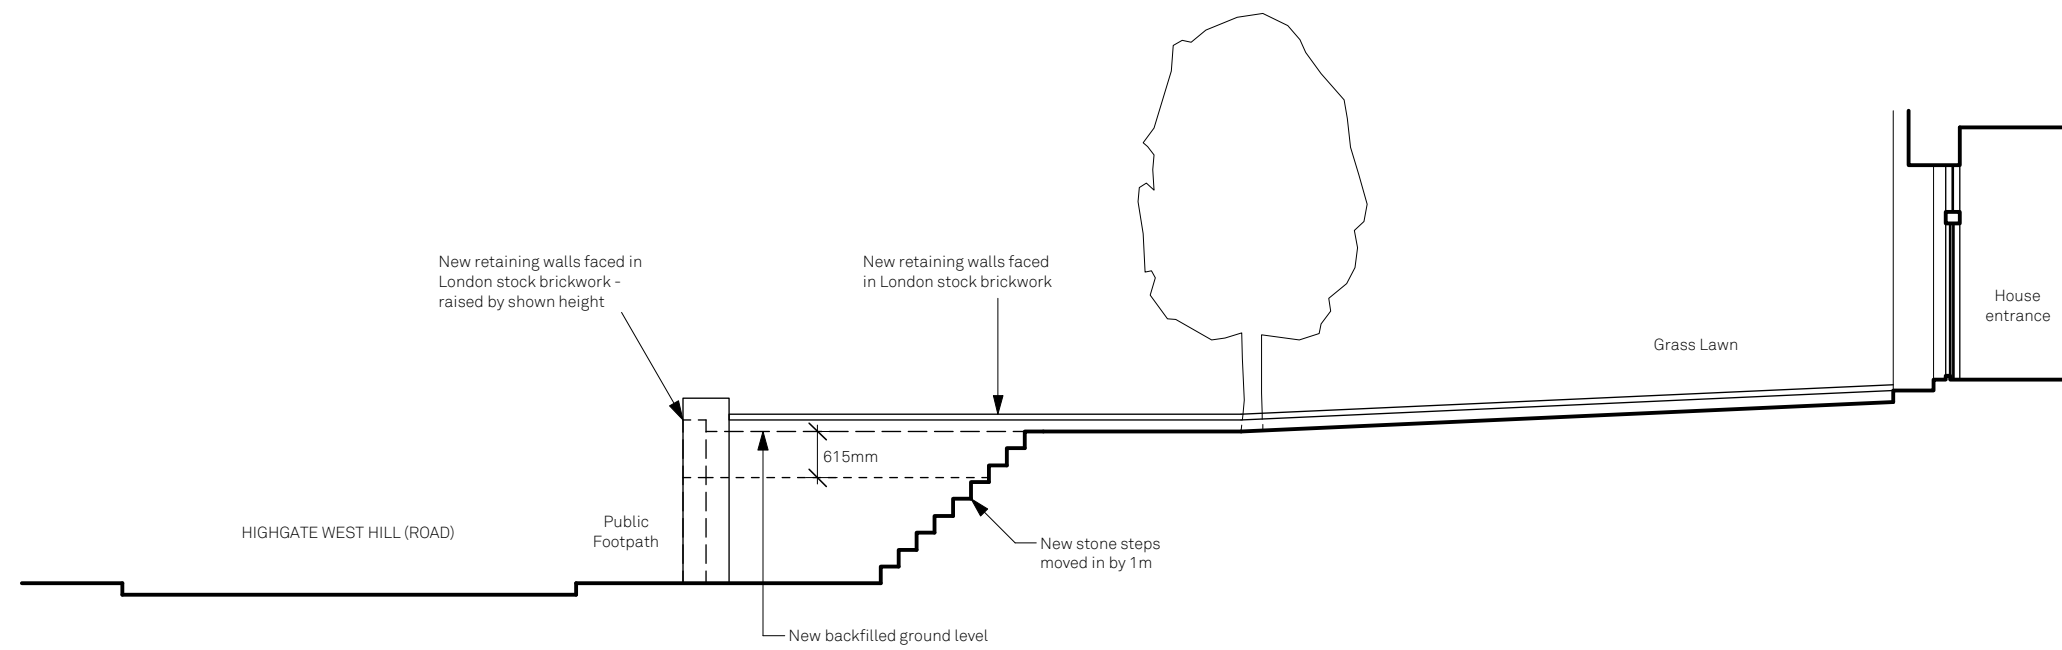 New retaining walls faced in
London stock brickwork -
raised by shown height
New retaining walls faced
in London stock brickwork
House
entrance
Grass Lawn
615mm
HIGHGATE WEST HILL (ROAD)
Public
Footpath
New stone steps
moved in by 1m
New backfilled ground level